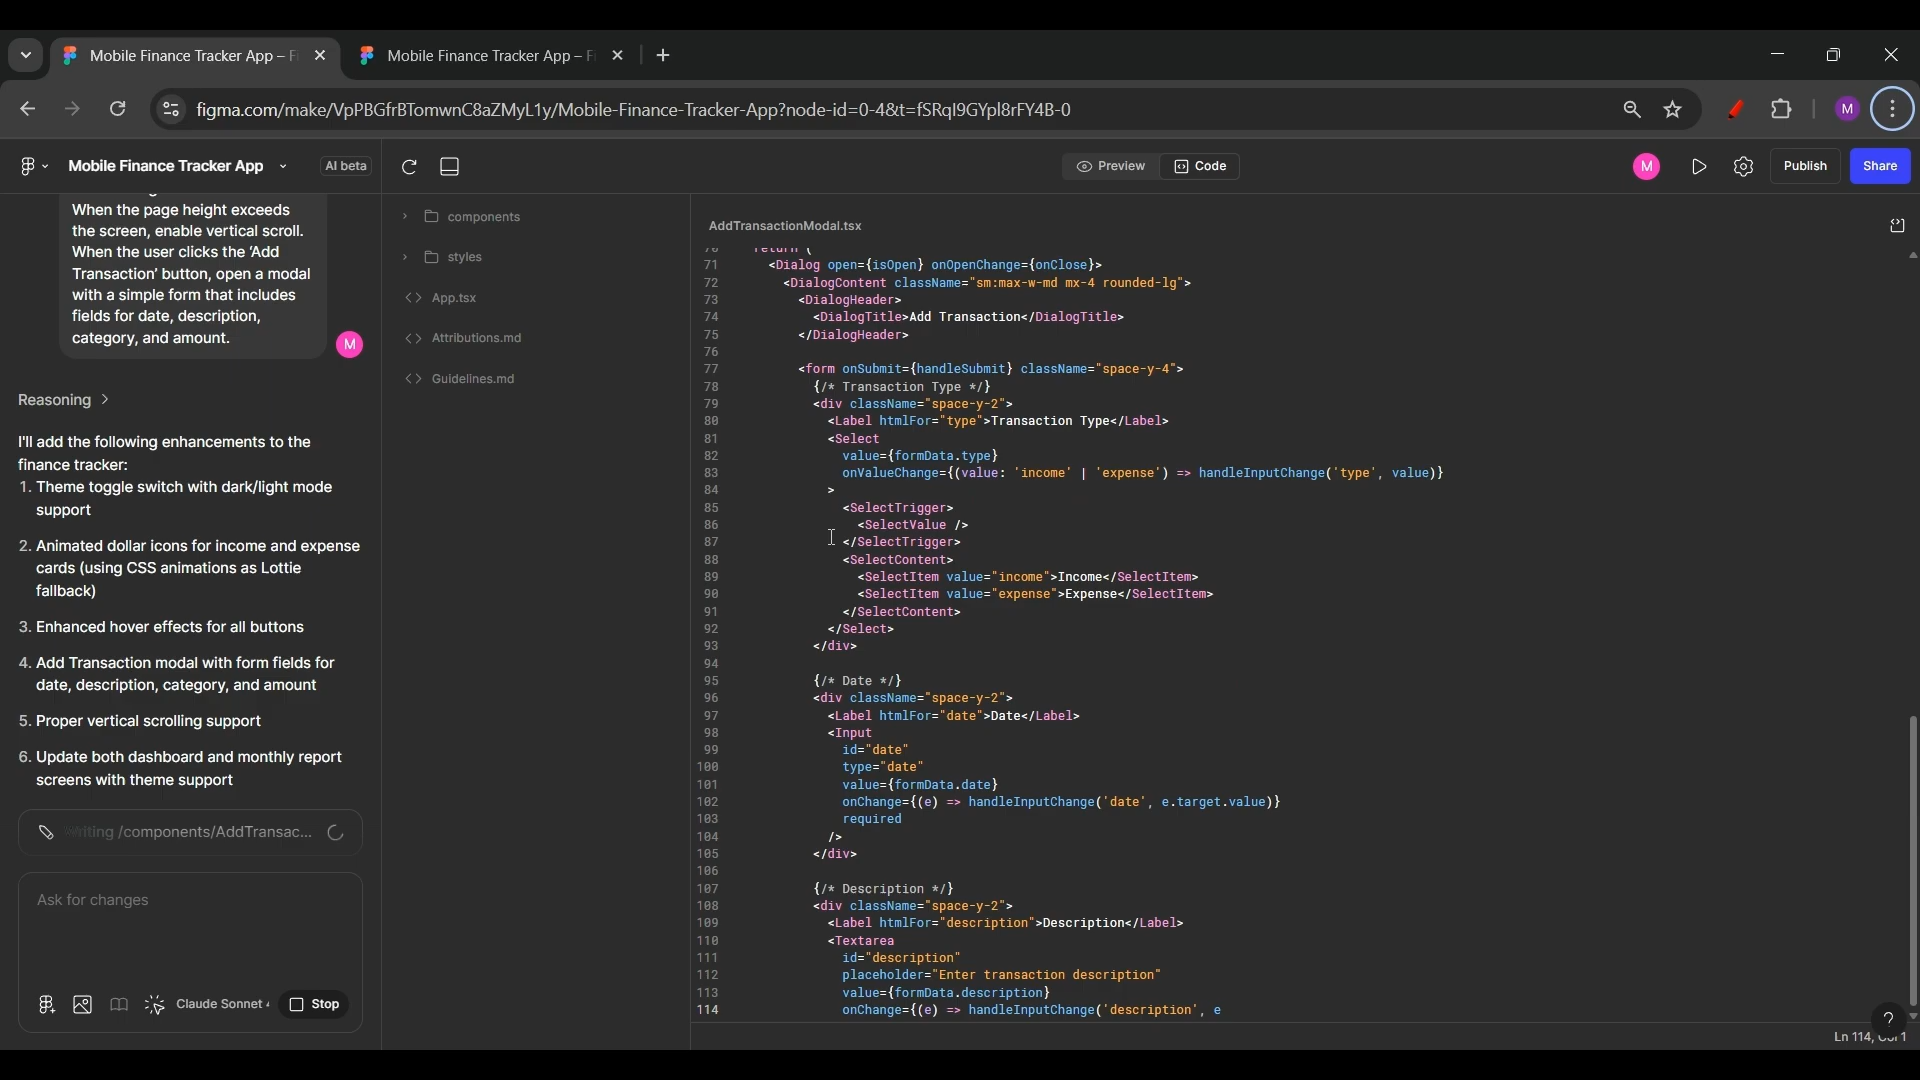 Mobile Finance Tracker App – Fi
Mobile Finance Tracker App – Fi
figma.com/make/VpPBGfrBTomwnC8aZMyL1y/Mobile-Finance-Tracker-App?node-id=0-4&t=fSRqI9GYpl8rFY4B-0
M
Mobile Finance Tracker App
AI beta
Preview
Code
M
Publish
Share
When the page height exceeds
the screen, enable vertical scroll.
When the user clicks the 'Add
Transaction' button, open a modal
with a simple form that includes
fields for date, description,
category, and amount.
M
Reasoning
I'll add the following enhancements to the
finance tracker:
1. Theme toggle switch with dark/light mode
support
2. Animated dollar icons for income and expense
cards (using CSS animations as Lottie
fallback)
3. Enhanced hover effects for all buttons
4. Add Transaction modal with form fields for
date, description, category, and amount
5. Proper vertical scrolling support
6. Update both dashboard and monthly report
screens with theme support
Writing /components/AddTransac...
Ask for changes
Claude Sonnet
Stop
components
styles
App.tsx
Attributions.md
Guidelines.md
AddTransactionModal.tsx
70 return (
71 <Dialog open={isOpen} onOpenChange={onClose}>
72 <DialogContent className="sm:max-w-md mx-4 rounded-lg">
73 <DialogHeader>
74 <DialogTitle>Add Transaction</DialogTitle>
75 </DialogHeader>
76
77 <form onSubmit={handleSubmit} className="space-y-4">
78 {/* Transaction Type */}
79 <div className="space-y-2">
80 <Label htmlFor="type">Transaction Type</Label>
81 <Select
82 value={formData.type}
83 onValueChange={(value: 'income' | 'expense') => handleInputChange('type', value)}
84 >
85 <SelectTrigger>
86 <SelectValue />
87 </SelectTrigger>
88 <SelectContent>
89 <SelectItem value="income">Income</SelectItem>
90 <SelectItem value="expense">Expense</SelectItem>
91 </SelectContent>
92 </Select>
93 </div>
94
95 {/* Date */}
96 <div className="space-y-2">
97 <Label htmlFor="date">Date</Label>
98 <Input
99 id="date"
100 type="date"
101 value={formData.date}
102 onChange={(e) => handleInputChange('date', e.target.value)}
103 required
104 />
105 </div>
106
107 {/* Description */}
108 <div className="space-y-2">
109 <Label htmlFor="description">Description</Label>
110 <Textarea
111 id="description"
112 placeholder="Enter transaction description"
113 value={formData.description}
114 onChange={(e) => handleInputChange('description', e
?
Ln 114, Col 1